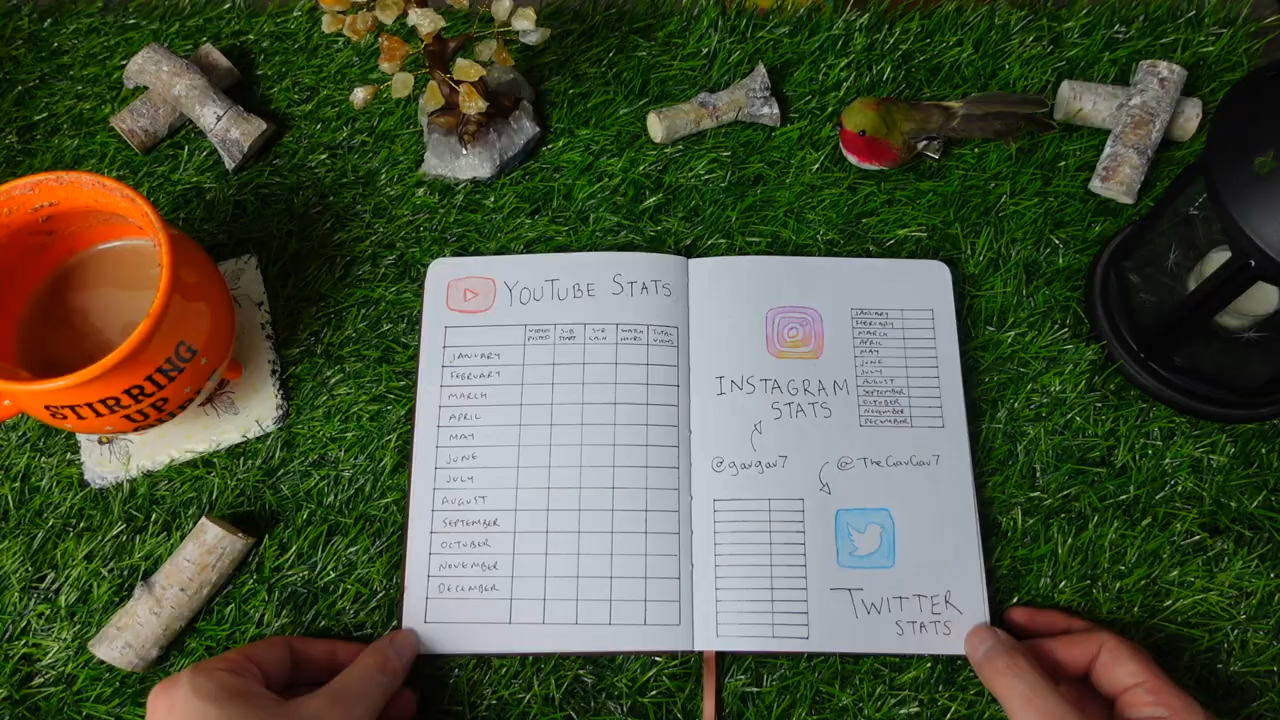 STIRRING
UP
YOUTUBE STATS
VIDEOS POSTED
SUB START
SUB GAIN
WATCH HOURS
TOTAL VIEWS
JANUARY
FEBRUARY
MARCH
APRIL
MAY
JUNE
JULY
AUGUST
SEPTEMBER
OCTOBER
NOVEMBER
DECEMBER
INSTAGRAM
STATS
@gavgav7
JANUARY
FEBRUARY
MARCH
APRIL
MAY
JUNE
JULY
AUGUST
SEPTEMBER
OCTOBER
NOVEMBER
DECEMBER
@TheGavGav7
TWITTER
STATS